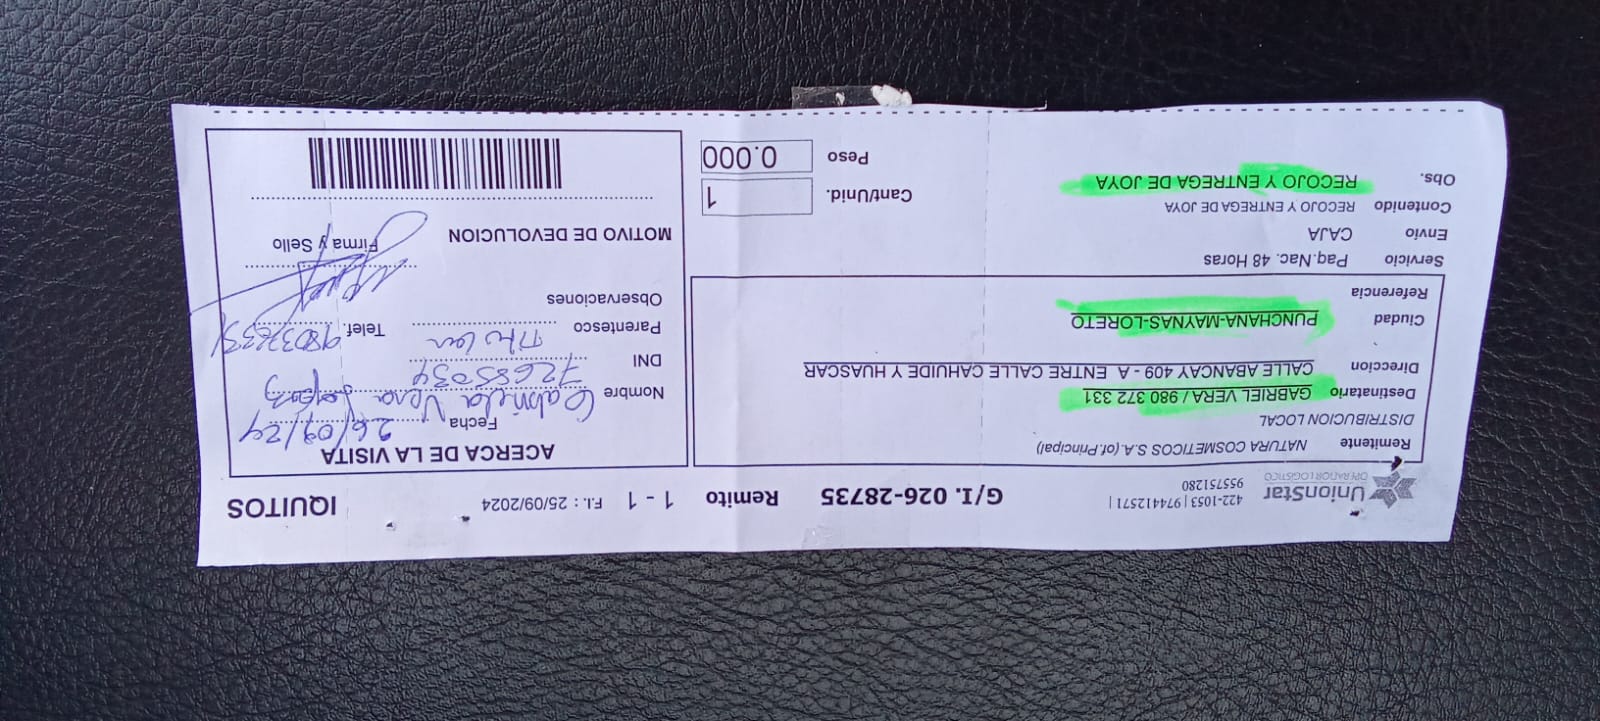 UnionStar
OPERADOR LOGISTICO
422-1053 | 974412571 |
955751280
G/I. 026-28735 Remito 1 - 1 F.I. : 25/09/2024 IQUITOS
Remitente NATURA COSMETICOS S.A (of.Principal)
DISTRIBUCION LOCAL
Destinatario GABRIEL VERA / 980 372 331
Direccion CALLE ABANCAY 409 - A ENTRE CALLE CAHUIDE Y HUASCAR
Ciudad PUNCHANA-MAYNAS-LORETO
Referencia
Servicio Paq.Nac. 48 Horas
Envio CAJA
Contenido RECOJO Y ENTREGA DE JOYA
Obs. RECOJO Y ENTREGA DE JOYA
Cant/Unid. 1
Peso 0.000
ACERCA DE LA VISITA
Fecha 26/09/24
Nombre Gabriela Vera
DNI 72685034
Parentesco Titular Telef.
Observaciones
Firma y Sello
MOTIVO DE DEVOLUCION